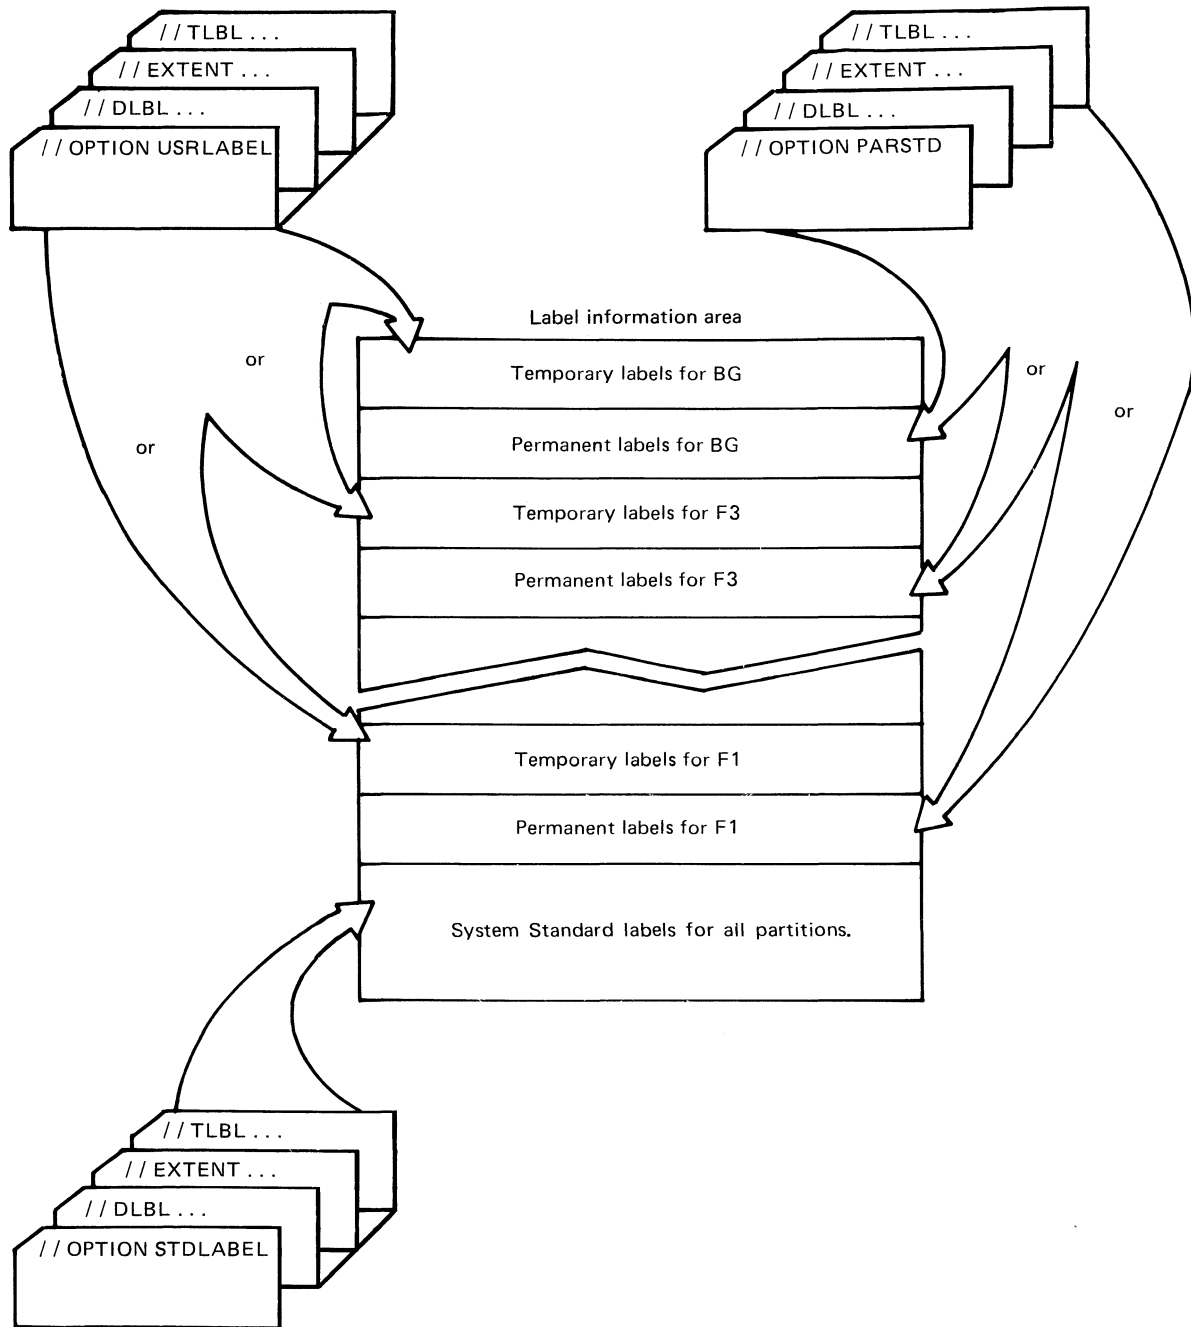 // TLBL ...
// EXTENT ...
// DLBL ...
// OPTION USRLABEL
// TLBL ...
// EXTENT ...
// DLBL ...
// OPTION PARSTD
Label information area
or
or
or
or
Temporary labels for BG
Permanent labels for BG
Temporary labels for F3
Permanent labels for F3
Temporary labels for F1
Permanent labels for F1
System Standard labels for all partitions.
// TLBL ...
// EXTENT ...
// DLBL ...
// OPTION STDLABEL